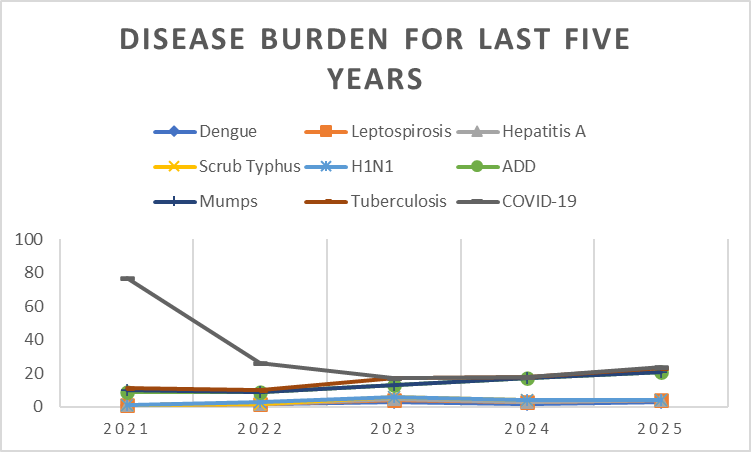 DISEASE BURDEN FOR LAST FIVE
YEARS
Dengue Leptospirosis Hepatitis A
Scrub Typhus H1N1 ADD
Mumps Tuberculosis COVID-19
100
80
60
40
20
0
2021 2022 2023 2024 2025